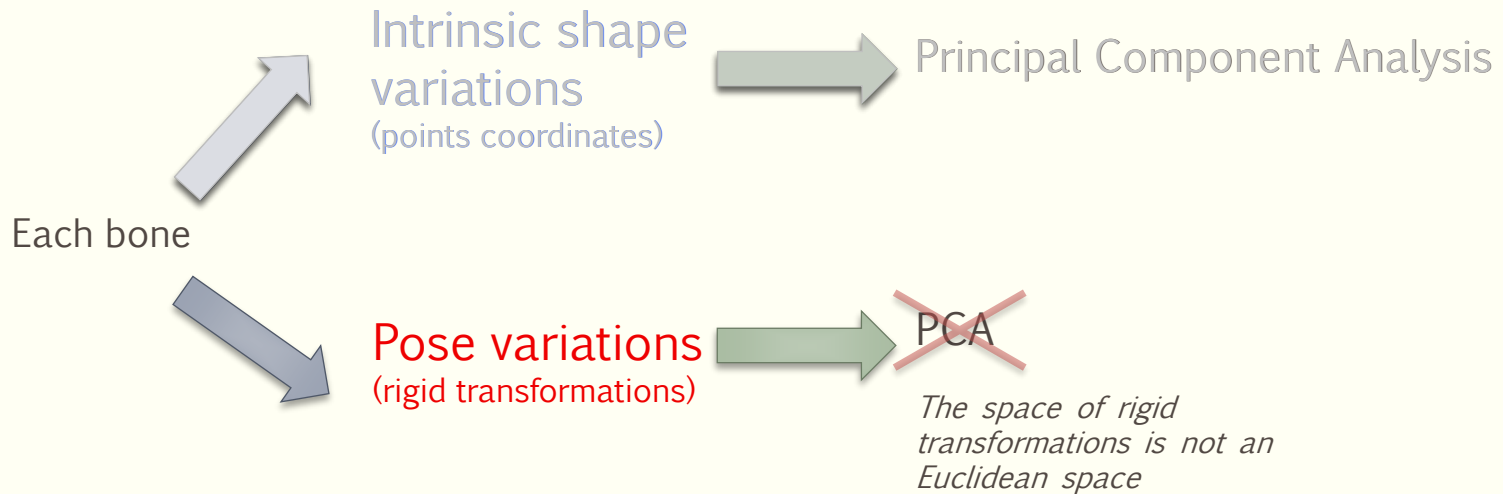 Intrinsic shape
variations
(points coordinates)
Principal Component Analysis
Each bone
Pose variations
(rigid transformations)
PCA
The space of rigid
transformations is not an
Euclidean space